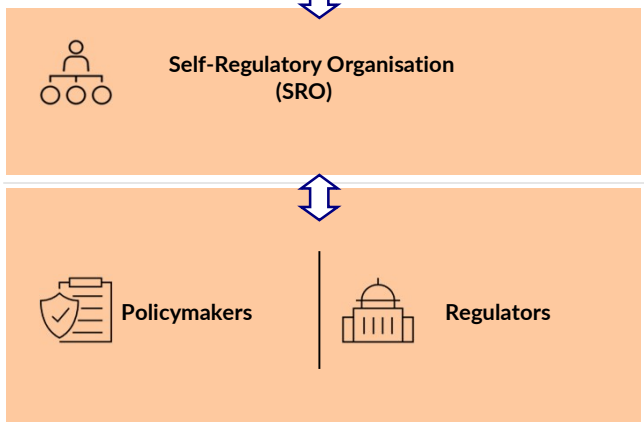 Self-Regulatory Organisation
(SRO)
Policymakers
Regulators